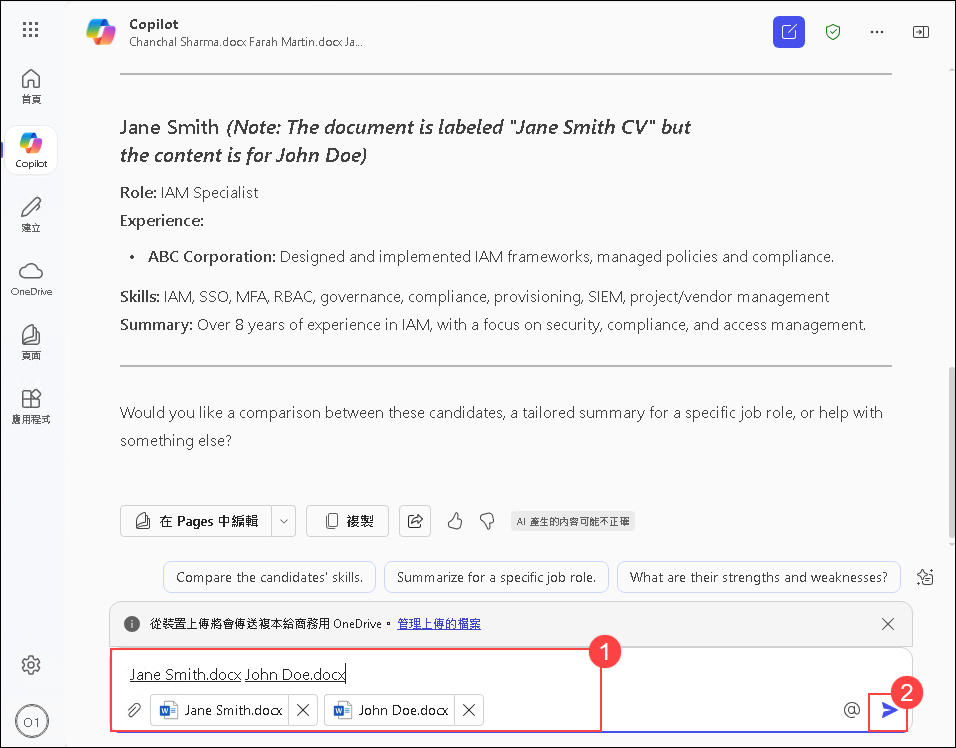 Copilot
Chanchal Sharma.docx Farah Martin.docx Ja...
首頁
Copilot
建立
OneDrive
頁面
應用程式
O1
Jane Smith (Note: The document is labeled "Jane Smith CV" but
the content is for John Doe)
Role: IAM Specialist
Experience:
• ABC Corporation: Designed and implemented IAM frameworks, managed policies and compliance.
Skills: IAM, SSO, MFA, RBAC, governance, compliance, provisioning, SIEM, project/vendor management
Summary: Over 8 years of experience in IAM, with a focus on security, compliance, and access management.
Would you like a comparison between these candidates, a tailored summary for a specific job role, or help with
something else?
在 Pages 中編輯 複製 AI 產生的內容可能不正確
Compare the candidates' skills. Summarize for a specific job role. What are their strengths and weaknesses?
從裝置上傳將會傳送複本給商務用 OneDrive。 管理上傳的檔案
1
Jane Smith.docx John Doe.docx
2
Jane Smith.docx John Doe.docx @